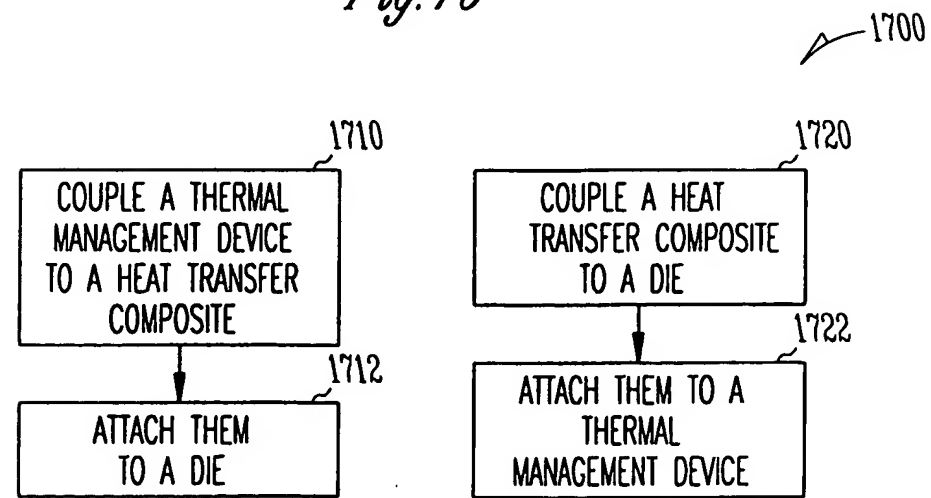 1700
1710
COUPLE A THERMAL
MANAGEMENT DEVICE
TO A HEAT TRANSFER
COMPOSITE
1712
ATTACH THEM
TO A DIE
1720
COUPLE A HEAT
TRANSFER COMPOSITE
TO A DIE
1722
ATTACH THEM TO A
THERMAL
MANAGEMENT DEVICE